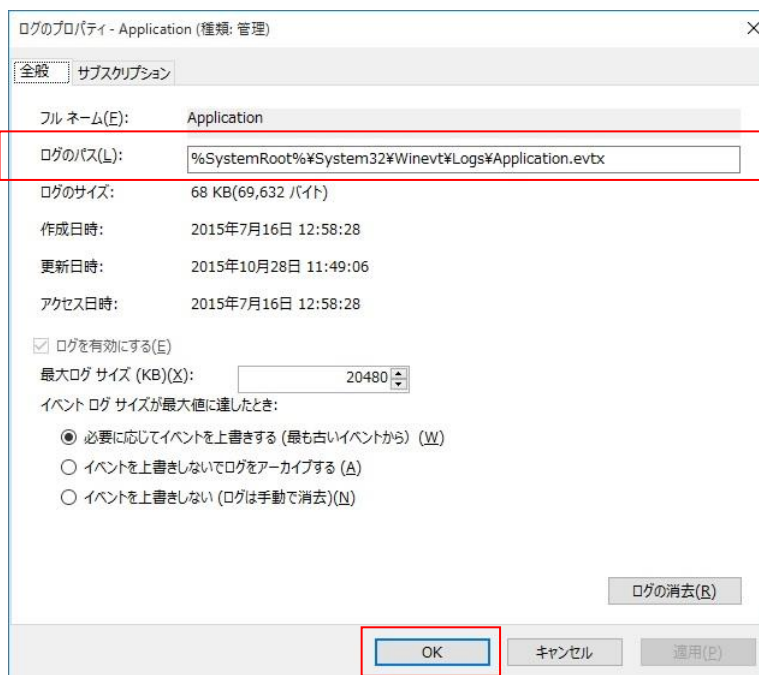 ログのプロパティ - Application (種類: 管理)
全般 サブスクリプション
フル ネーム(F): Application
ログのパス(L): %SystemRoot%¥System32¥Winevt¥Logs¥Application.evtx
ログのサイズ: 68 KB(69,632 バイト)
作成日時: 2015年7月16日 12:58:28
更新日時: 2015年10月28日 11:49:06
アクセス日時: 2015年7月16日 12:58:28
ログを有効にする(E)
最大ログ サイズ (KB)(X): 20480
イベント ログ サイズが最大値に達したとき:
必要に応じてイベントを上書きする (最も古いイベントから) (W)
イベントを上書きしないでログをアーカイブする (A)
イベントを上書きしない (ログは手動で消去)(N)
ログの消去(R)
OK キャンセル 適用(P)